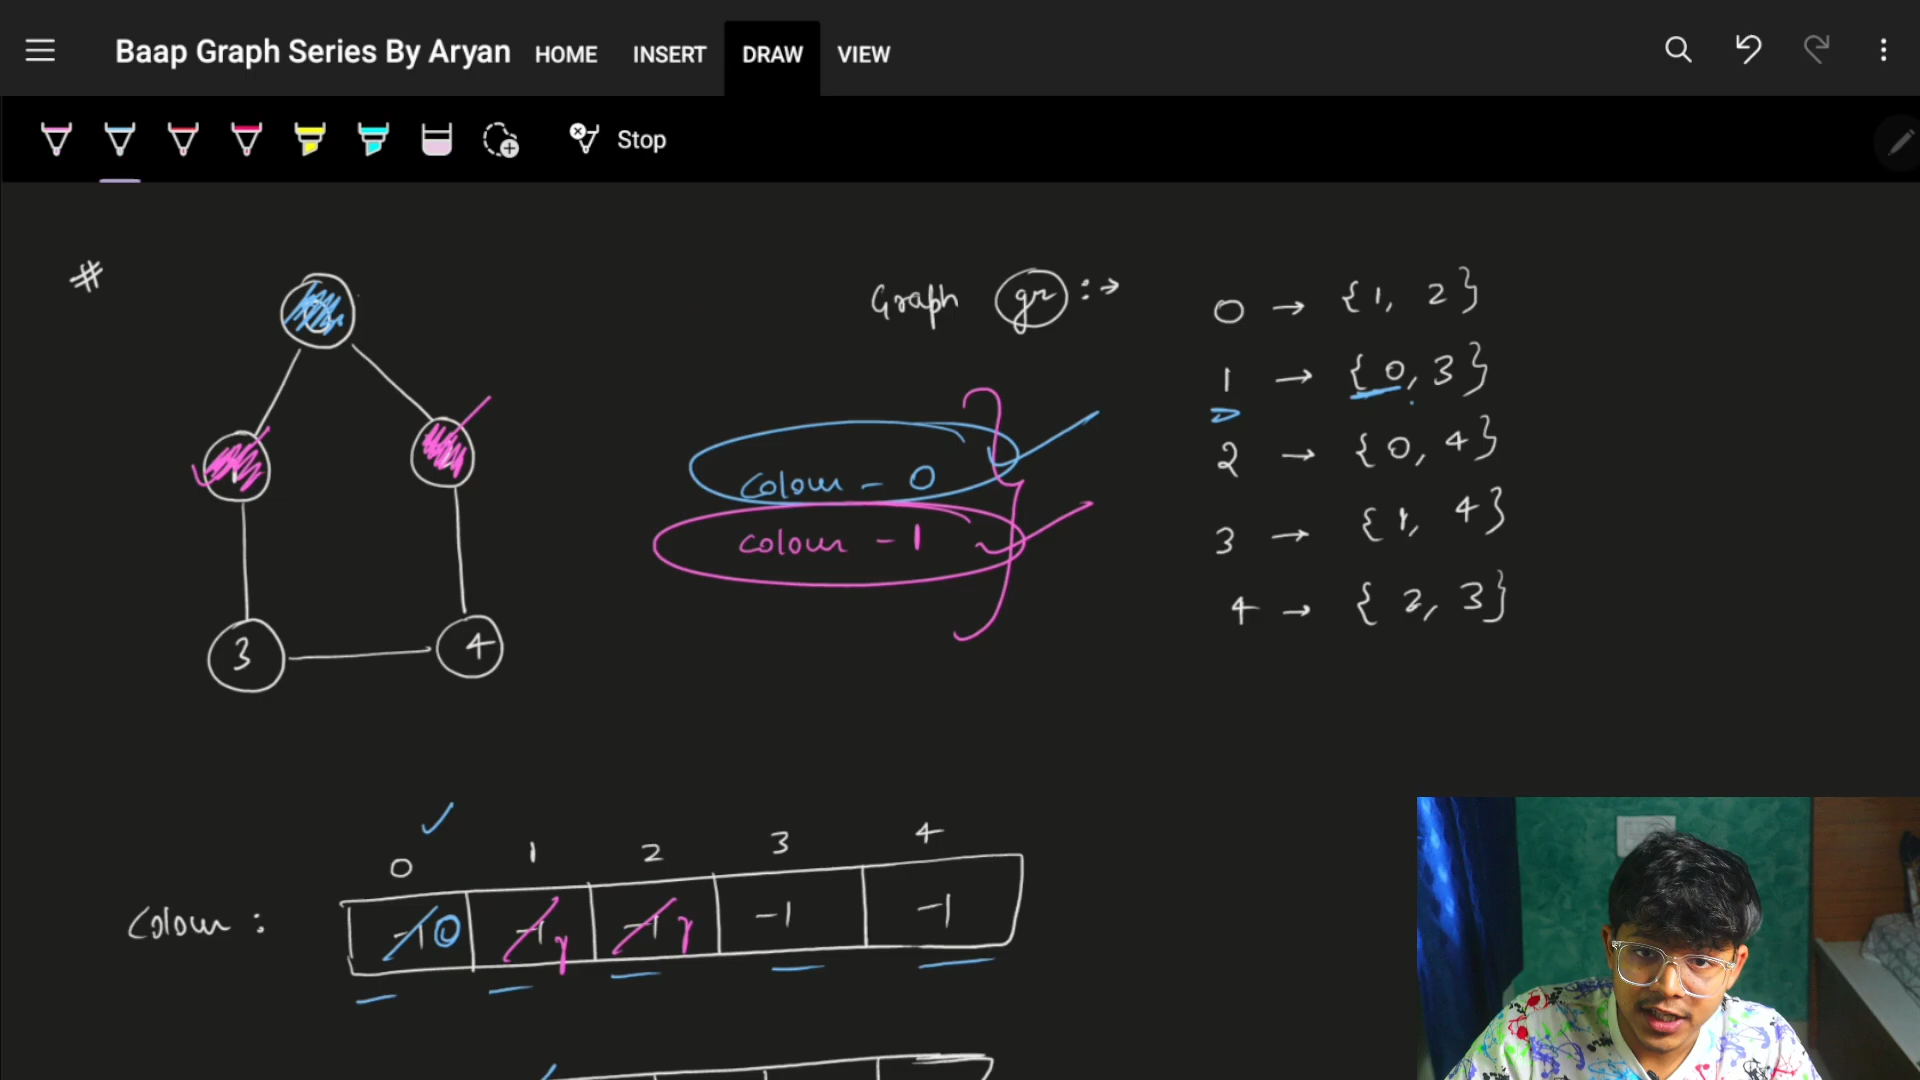 Baap Graph Series By Aryan HOME INSERT DRAW VIEW
Stop
#
Graph gr :→
0 → {1, 2}
1 → {0, 3}
2 → {0, 4}
3 → {1, 4}
4 → {2, 3}
colour - 0
colour - 1
3
4
0 1 2 3 4
Colour : -1 0 -1 1 -1 1 -1 -1